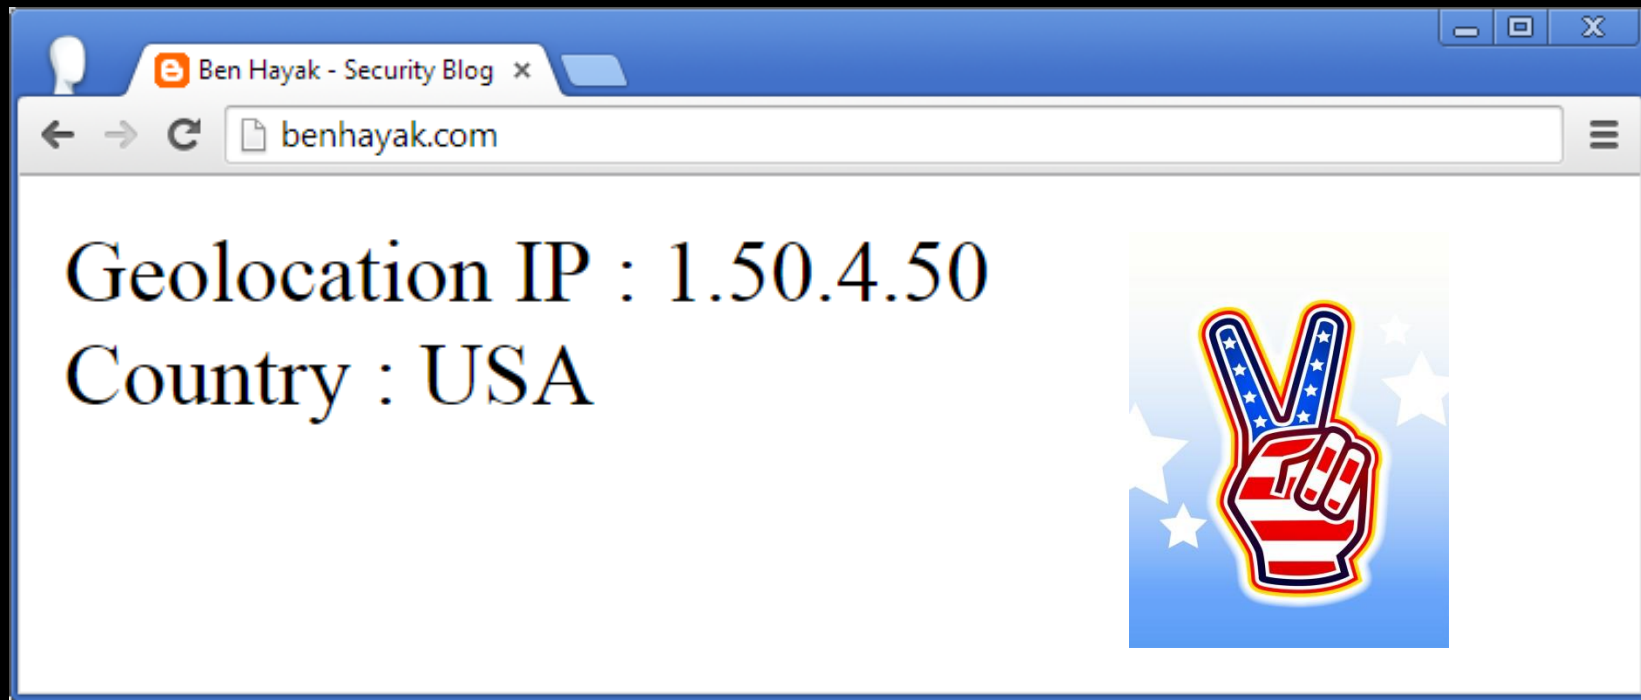 Ben Hayak - Security Blog
benhayak.com
Geolocation IP : 1.50.4.50
Country : USA